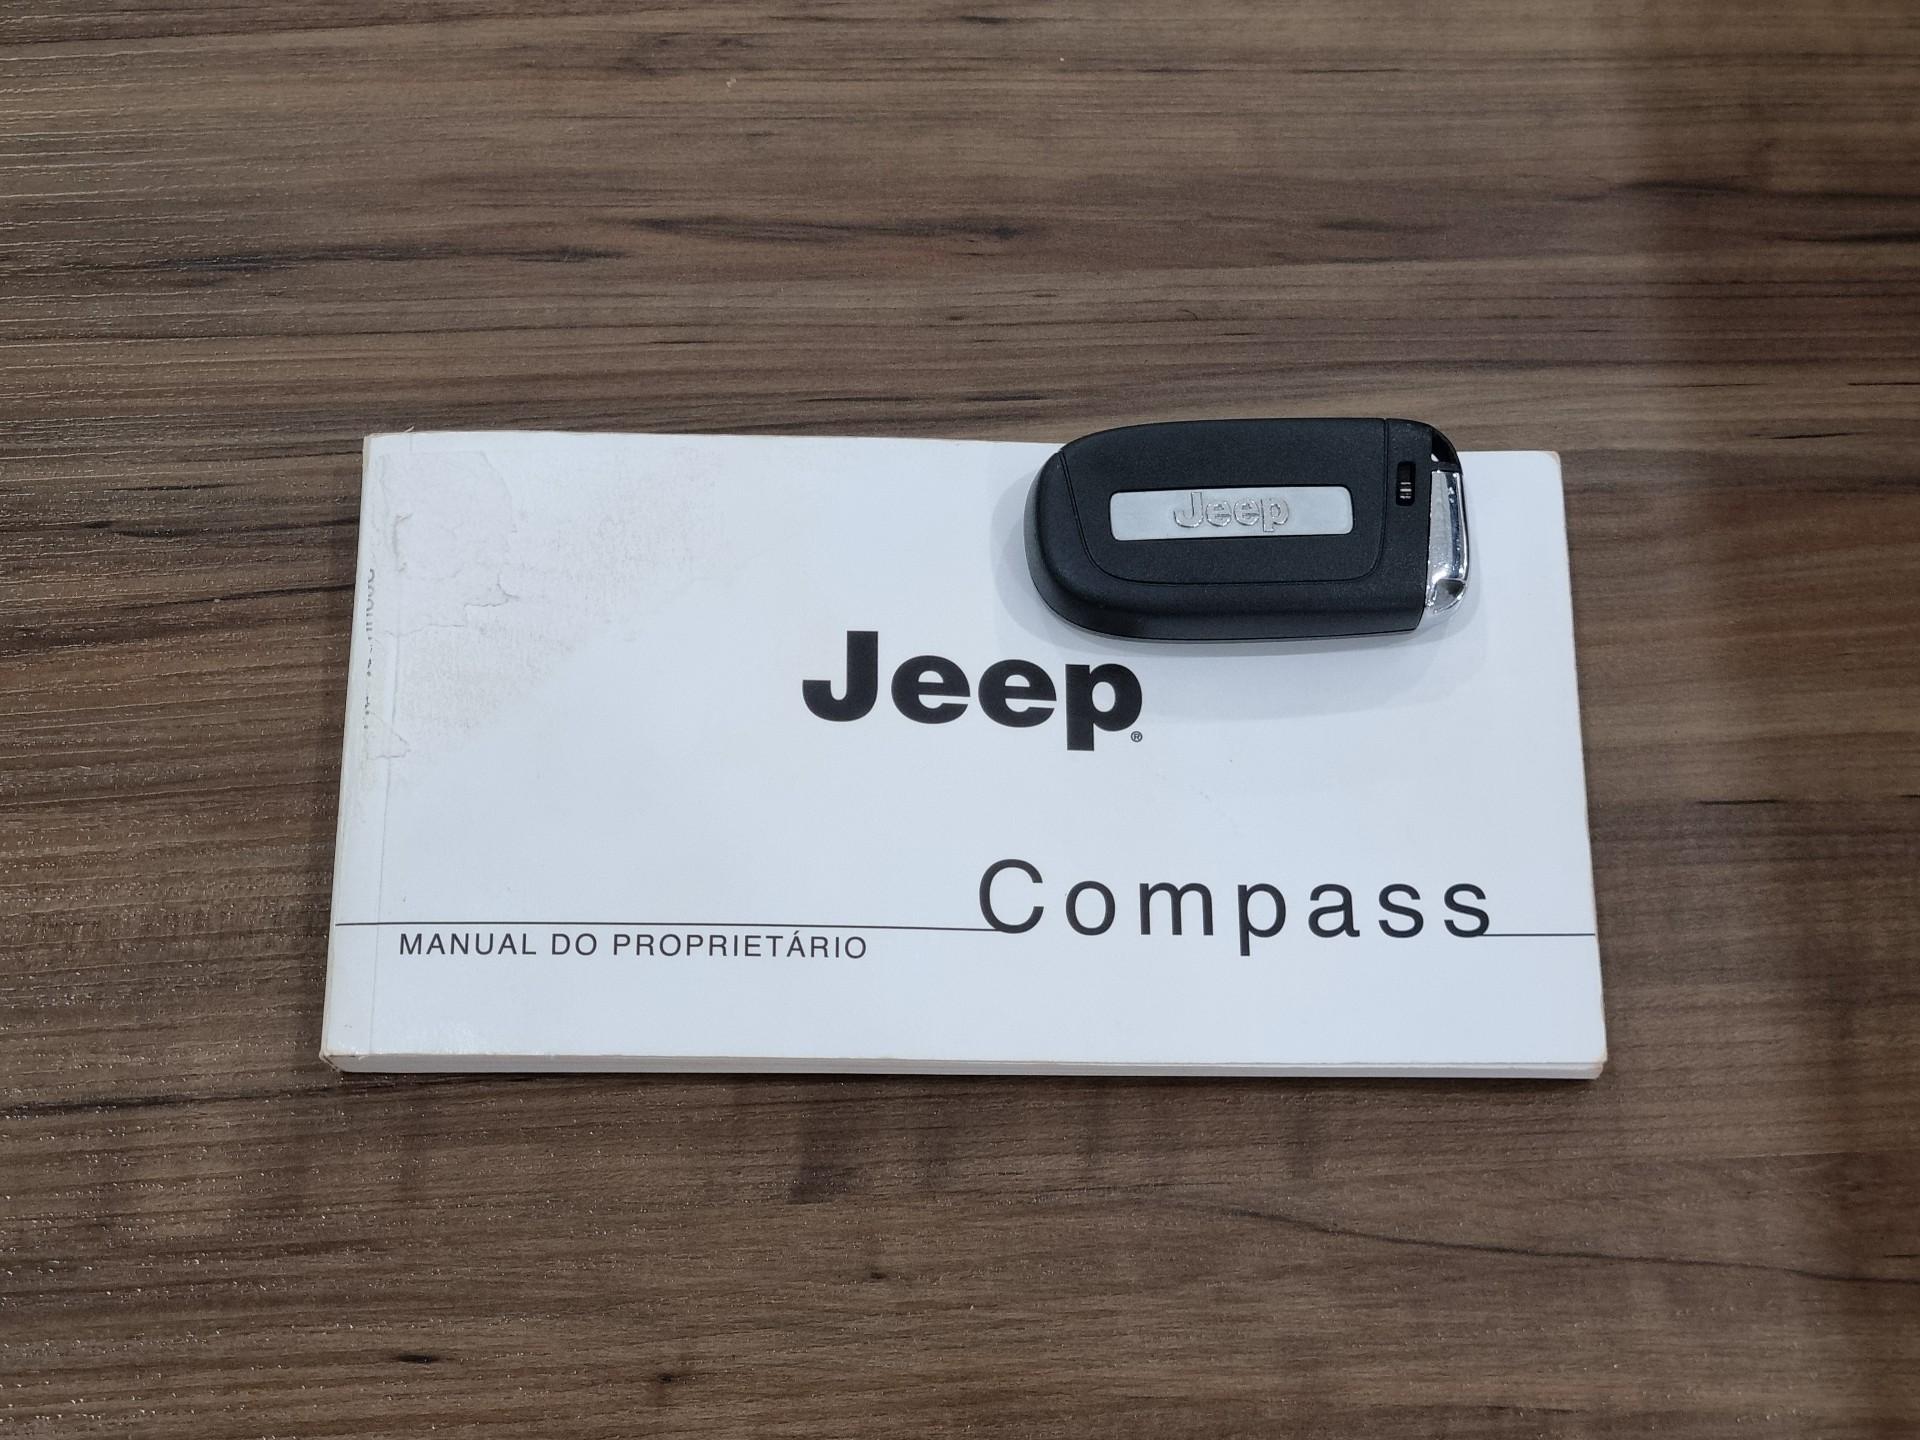 Jeep
Jeep®
Compass
MANUAL DO PROPRIETÁRIO